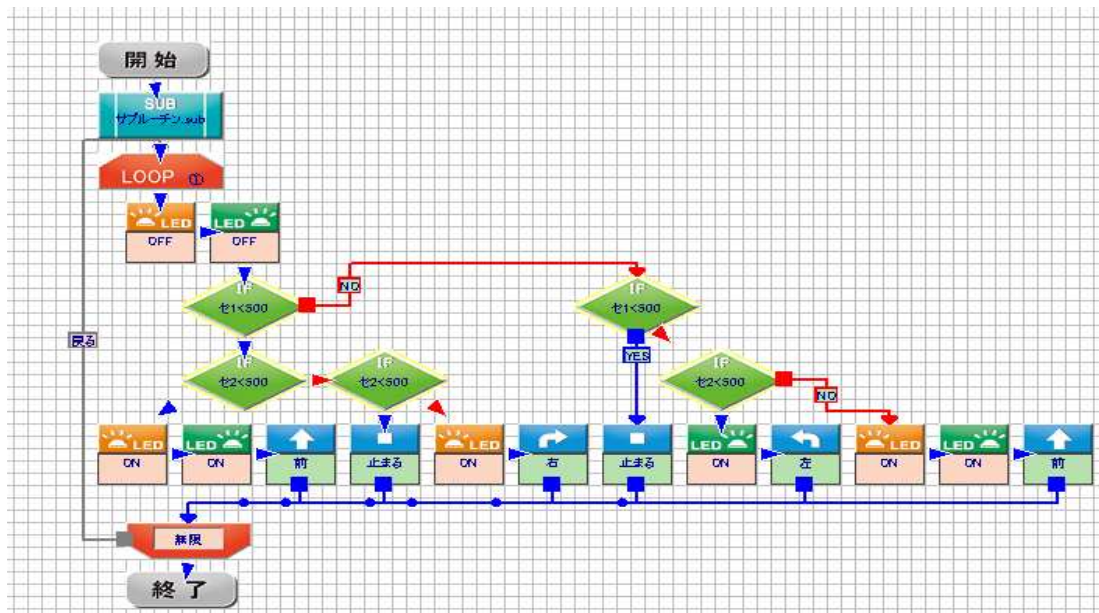 開始
SUB
サブルーチン.sub
LOOP ①
LED
LED
OFF
OFF
NO
IF
セ1<500
IF
セ1<500
戻る
YES
IF
セ2<500
IF
セ2<500
IF
セ2<500
NO
LED
LED
LED
LED
LED
LED
ON
ON
前
止まる
ON
右
止まる
ON
左
ON
ON
前
無限
終了